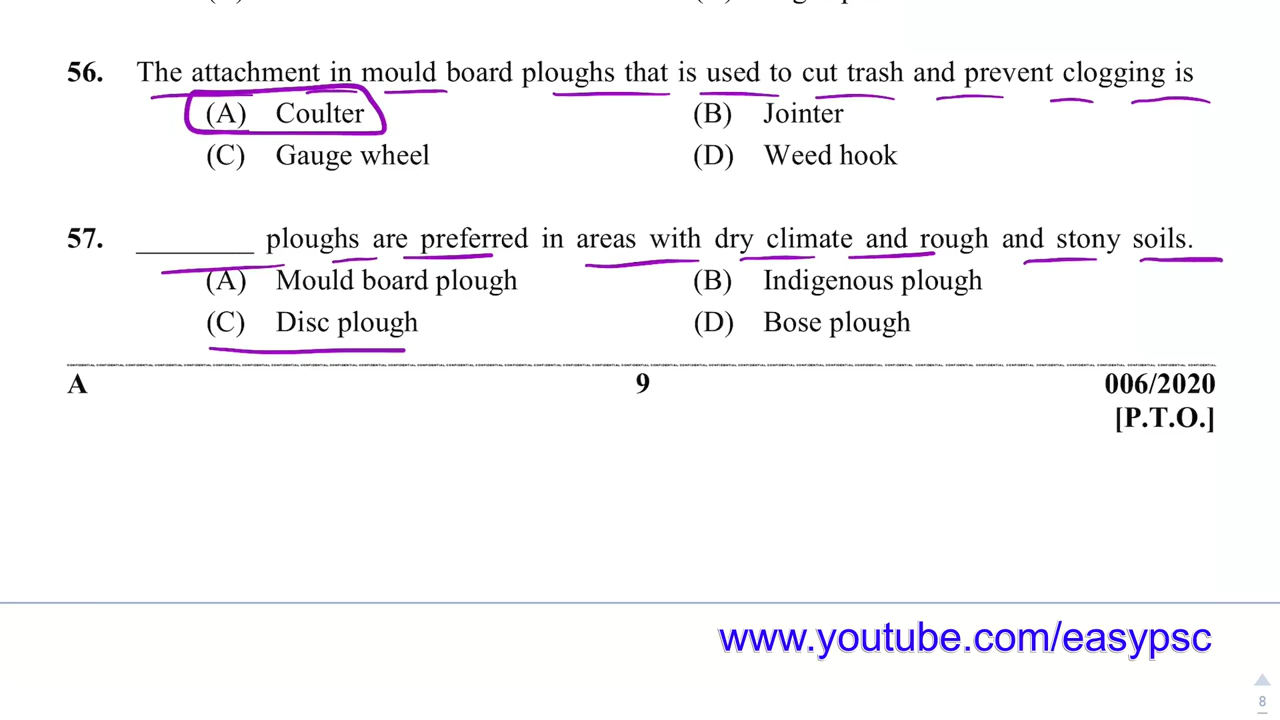 56. The attachment in mould board ploughs that is used to cut trash and prevent clogging is
(A) Coulter (B) Jointer
(C) Gauge wheel (D) Weed hook
57. ________ ploughs are preferred in areas with dry climate and rough and stony soils.
(A) Mould board plough (B) Indigenous plough
(C) Disc plough (D) Bose plough
A 9 006/2020
[P.T.O.]
www.youtube.com/easypsc
8